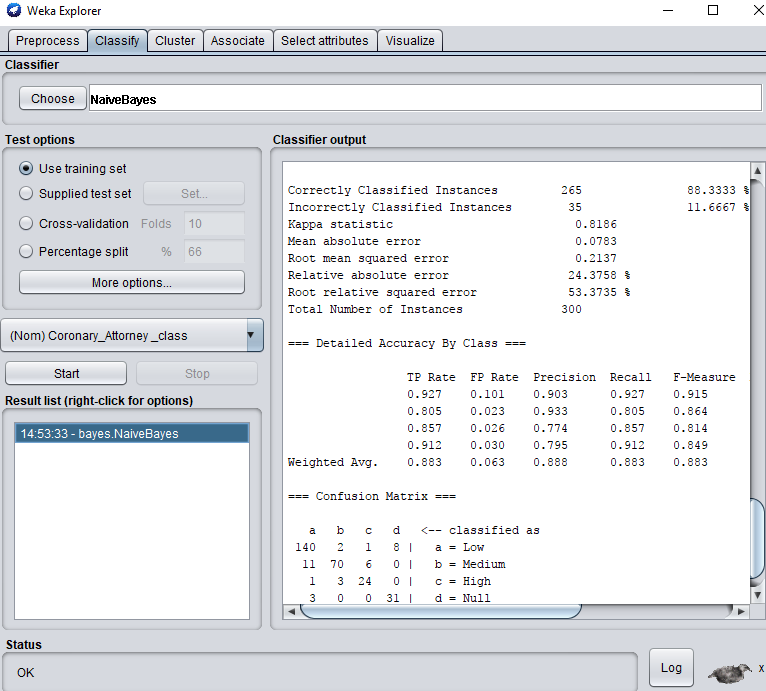 Weka Explorer
Preprocess Classify Cluster Associate Select attributes Visualize
Classifier
Choose NaiveBayes
Test options
Use training set
Supplied test set Set...
Cross-validation Folds 10
Percentage split % 66
More options...
(Nom) Coronary_Attorney _class
Start Stop
Result list (right-click for options)
14:53:33 - bayes.NaiveBayes
Classifier output
Correctly Classified Instances 265 88.3333 %
Incorrectly Classified Instances 35 11.6667 %
Kappa statistic 0.8186
Mean absolute error 0.0783
Root mean squared error 0.2137
Relative absolute error 24.3758 %
Root relative squared error 53.3735 %
Total Number of Instances 300
=== Detailed Accuracy By Class ===
TP Rate FP Rate Precision Recall F-Measure
0.927 0.101 0.903 0.927 0.915
0.805 0.023 0.933 0.805 0.864
0.857 0.026 0.774 0.857 0.814
0.912 0.030 0.795 0.912 0.849
Weighted Avg. 0.883 0.063 0.888 0.883 0.883
=== Confusion Matrix ===
a b c d <-- classified as
140 2 1 8 | a = Low
11 70 6 0 | b = Medium
1 3 24 0 | c = High
3 0 0 31 | d = Null
Status
OK
Log
x